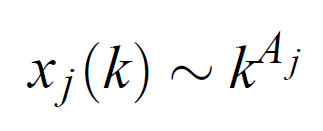 x_j(k) ∼ k^{A_j}